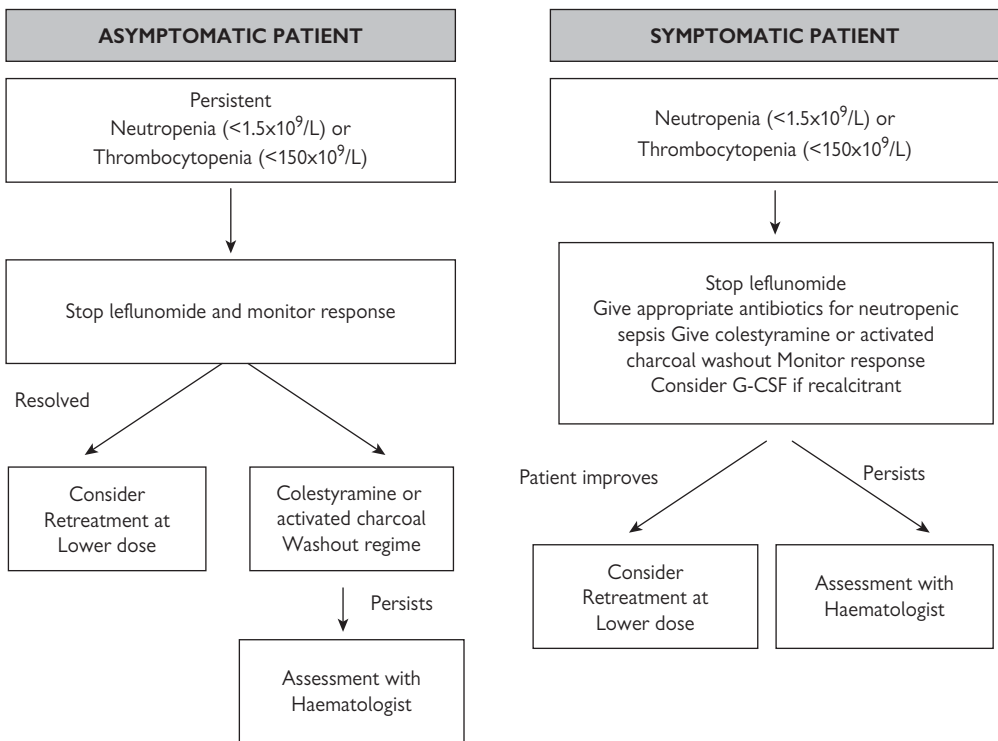 ASYMPTOMATIC PATIENT
Persistent
Neutropenia (<1.5x10⁹/L) or
Thrombocytopenia (<150x10⁹/L)
Stop leflunomide and monitor response
Resolved
Consider
Retreatment at
Lower dose
Colestyramine or
activated charcoal
Washout regime
Persists
Assessment with
Haematologist
SYMPTOMATIC PATIENT
Neutropenia (<1.5x10⁹/L) or
Thrombocytopenia (<150x10⁹/L)
Stop leflunomide
Give appropriate antibiotics for neutropenic
sepsis Give colestyramine or activated
charcoal washout Monitor response
Consider G-CSF if recalcitrant
Patient improves
Persists
Consider
Retreatment at
Lower dose
Assessment with
Haematologist